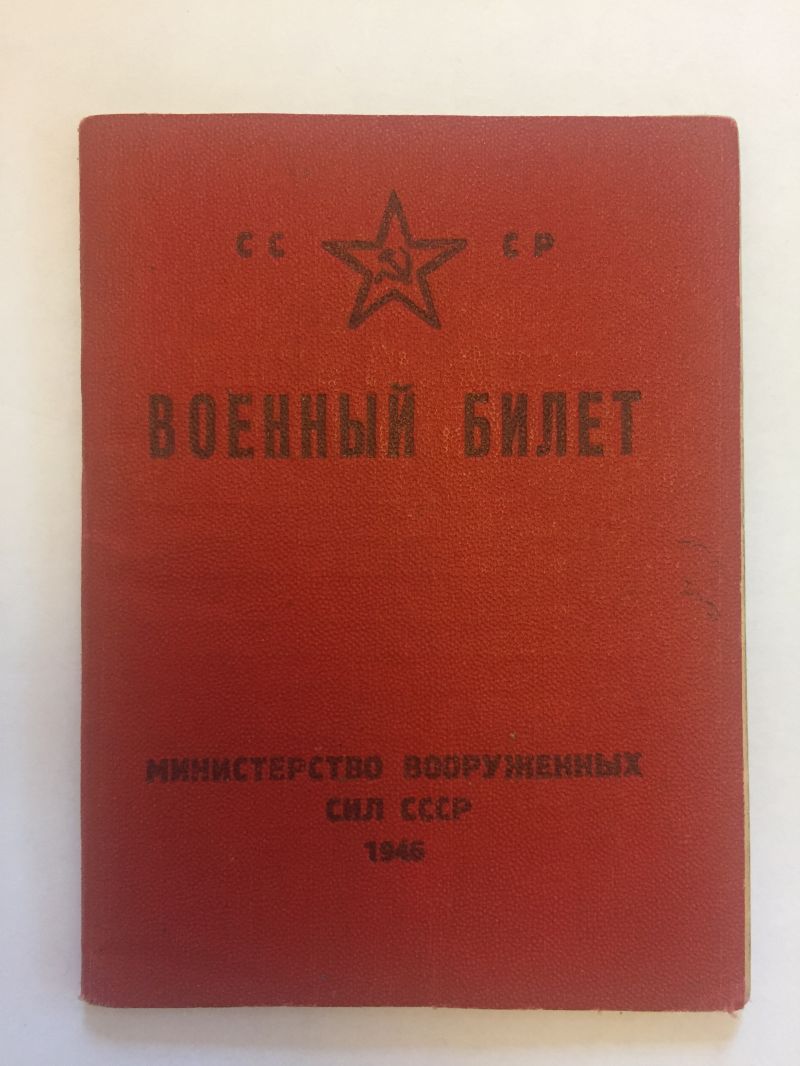 СС СР
ВОЕННЫЙ БИЛЕТ
МИНИСТЕРСТВО ВООРУЖЕННЫХ
СИЛ СССР
1946